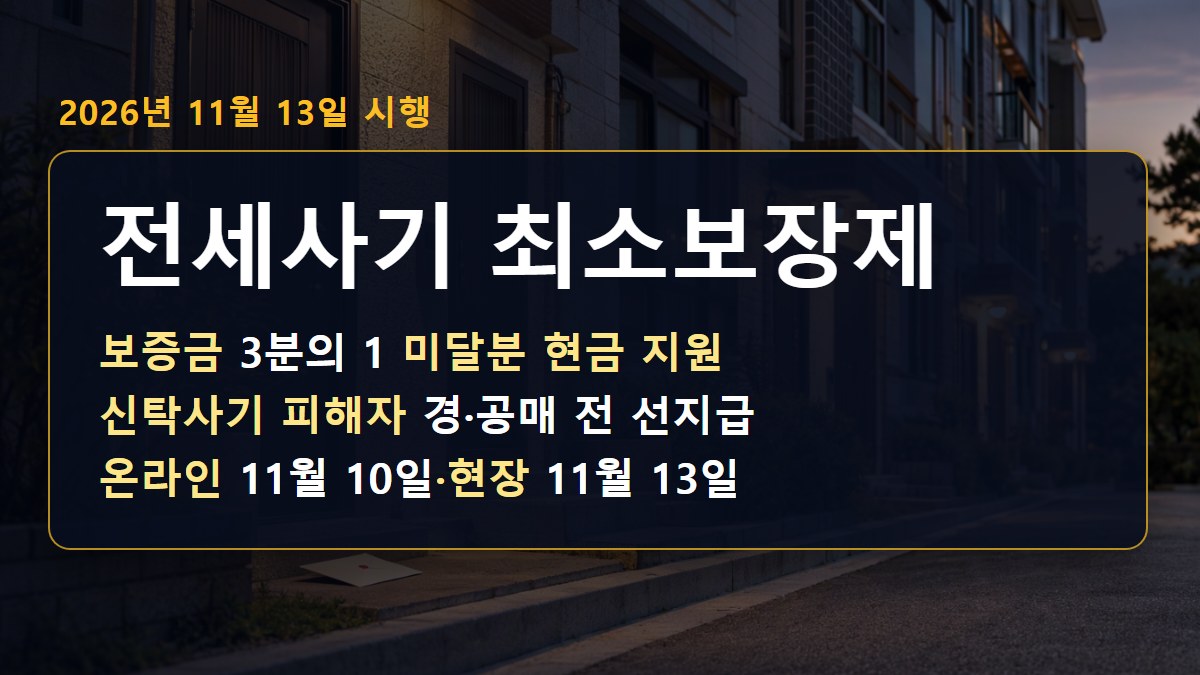 2026년 11월 13일 시행
전세사기 최소보장제
보증금 3분의 1 미달분 현금 지원
신탁사기 피해자 경·공매 전 선지급
온라인 11월 10일·현장 11월 13일